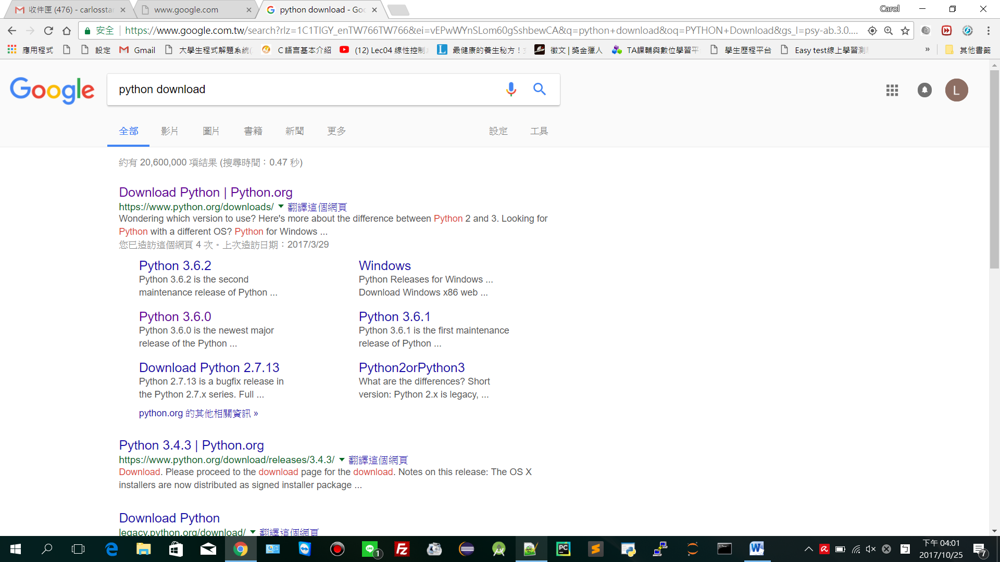 收件匣 (476) - carlosstar
www.google.com
python download - Goo
Carol
安全
https://www.google.com.tw/search?rlz=1C1TIGY_enTW766TW766&ei=vEPwWYnSLom60gSshbewCA&q=python+download&oq=PYTHON+Download&gs_l=psy-ab.3.0....
應用程式
設定
Gmail
大學生程式解題系統(
C 語言基本介紹
(12) Lec04 線性控制
最健康的養生秘方！
徵文 | 獎金獵人
TA課輔與數位學習平
學生歷程平台
Easy test線上學習測
»
其他書籤
Google
python download
L
全部
影片
圖片
書籍
新聞
更多
設定
工具
約有 20,600,000 項結果 (搜尋時間：0.47 秒)
Download Python | Python.org
https://www.python.org/downloads/ 翻譯這個網頁
Wondering which version to use? Here's more about the difference between Python 2 and 3. Looking for
Python with a different OS? Python for Windows ...
您已造訪這個網頁 4 次。上次造訪日期：2017/3/29
Python 3.6.2
Python 3.6.2 is the second
maintenance release of Python ...
Windows
Python Releases for Windows ...
Download Windows x86 web ...
Python 3.6.0
Python 3.6.0 is the newest major
release of the Python ...
Python 3.6.1
Python 3.6.1 is the first maintenance
release of Python ...
Download Python 2.7.13
Python 2.7.13 is a bugfix release in
the Python 2.7.x series. Full ...
Python2orPython3
What are the differences? Short
version: Python 2.x is legacy, ...
python.org 的其他相關資訊 »
Python 3.4.3 | Python.org
https://www.python.org/download/releases/3.4.3/ 翻譯這個網頁
Download. Please proceed to the download page for the download. Notes on this release: The OS X
installers are now distributed as signed installer package ...
Download Python
legacy.python.org/download/ 翻譯這個網頁
1
下午 04:01
2017/10/25
7